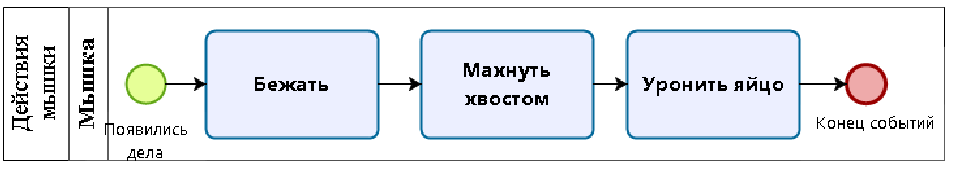 Действия
мышки
Мышка
Появились
дела
Бежать
Махнуть
хвостом
Уронить яйцо
Конец событий